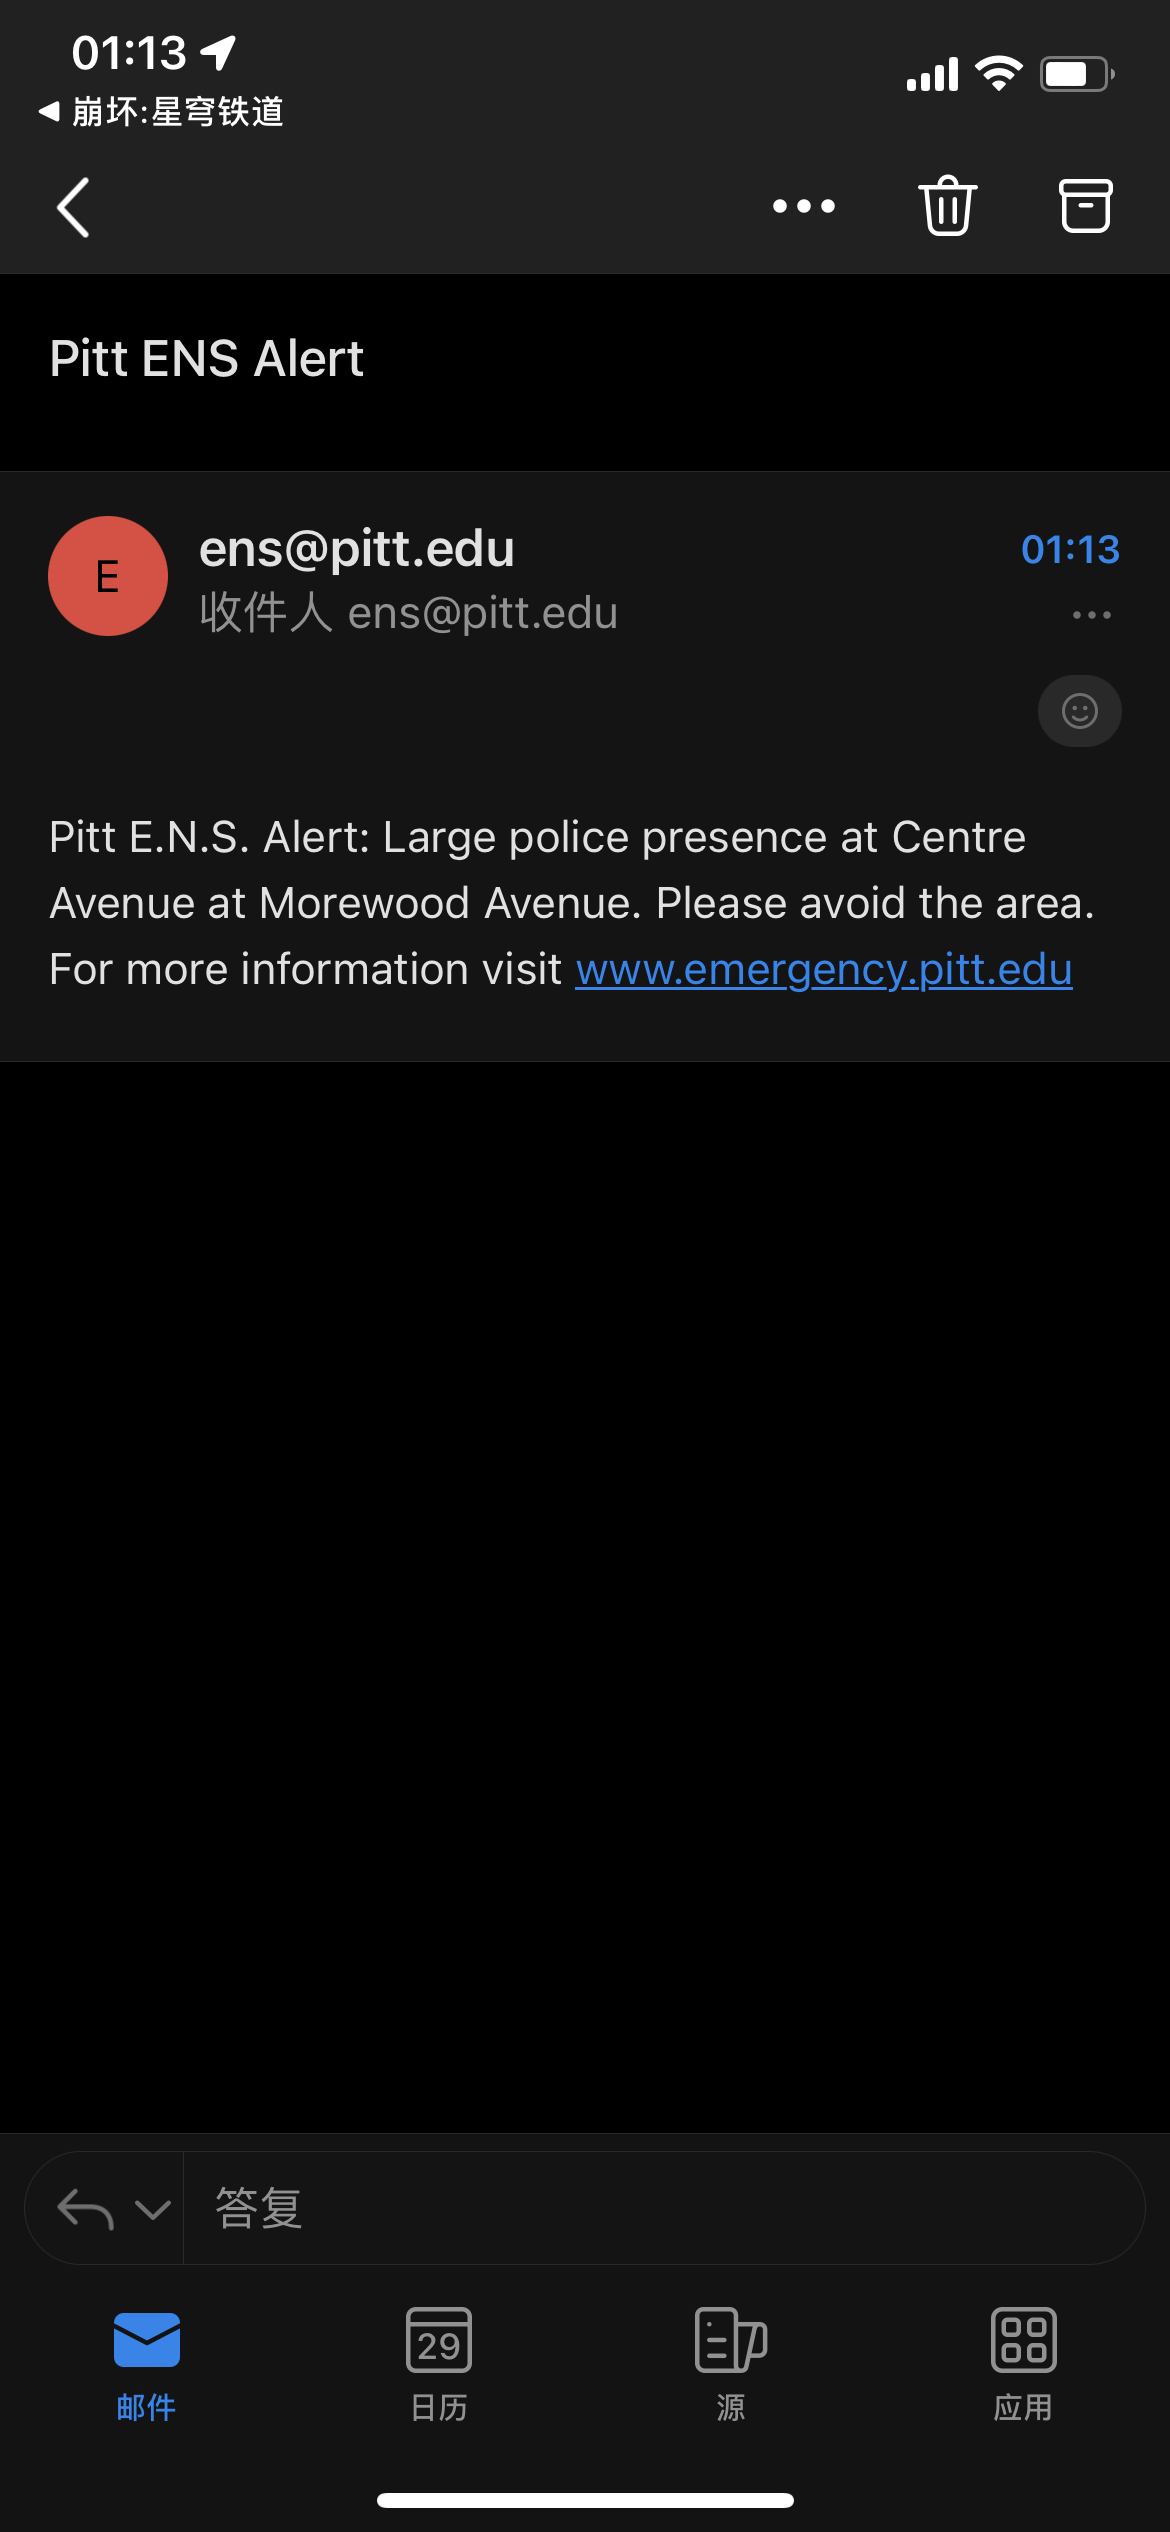 01:13
崩坏:星穹铁道
Pitt ENS Alert
E
ens@pitt.edu
01:13
收件人 ens@pitt.edu
Pitt E.N.S. Alert: Large police presence at Centre
Avenue at Morewood Avenue. Please avoid the area.
For more information visit www.emergency.pitt.edu
答复
29
邮件
日历
源
应用